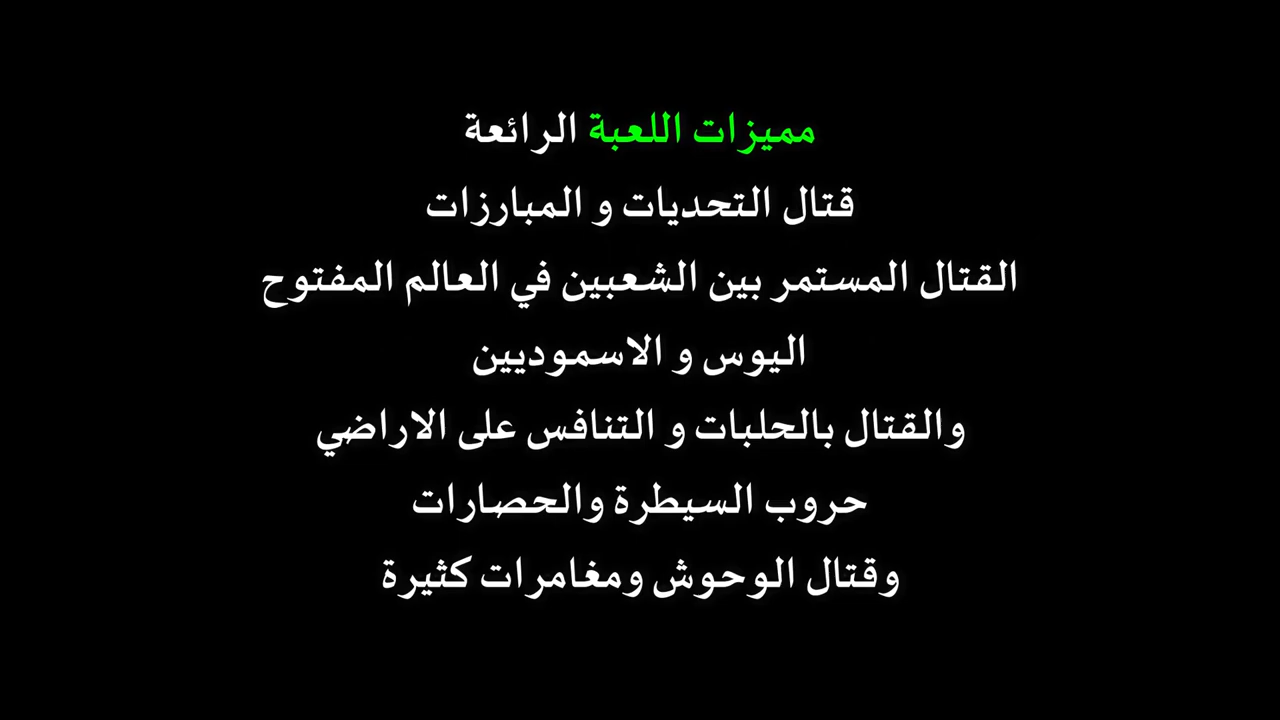 مميزات اللعبة الرائعة
قتال التحديات و المبارزات
القتال المستمر بين الشعبين في العالم المفتوح
اليوس و الاسموديين
والقتال بالحلبات و التنافس على الاراضي
حروب السيطرة والحصارات
وقتال الوحوش ومغامرات كثيرة